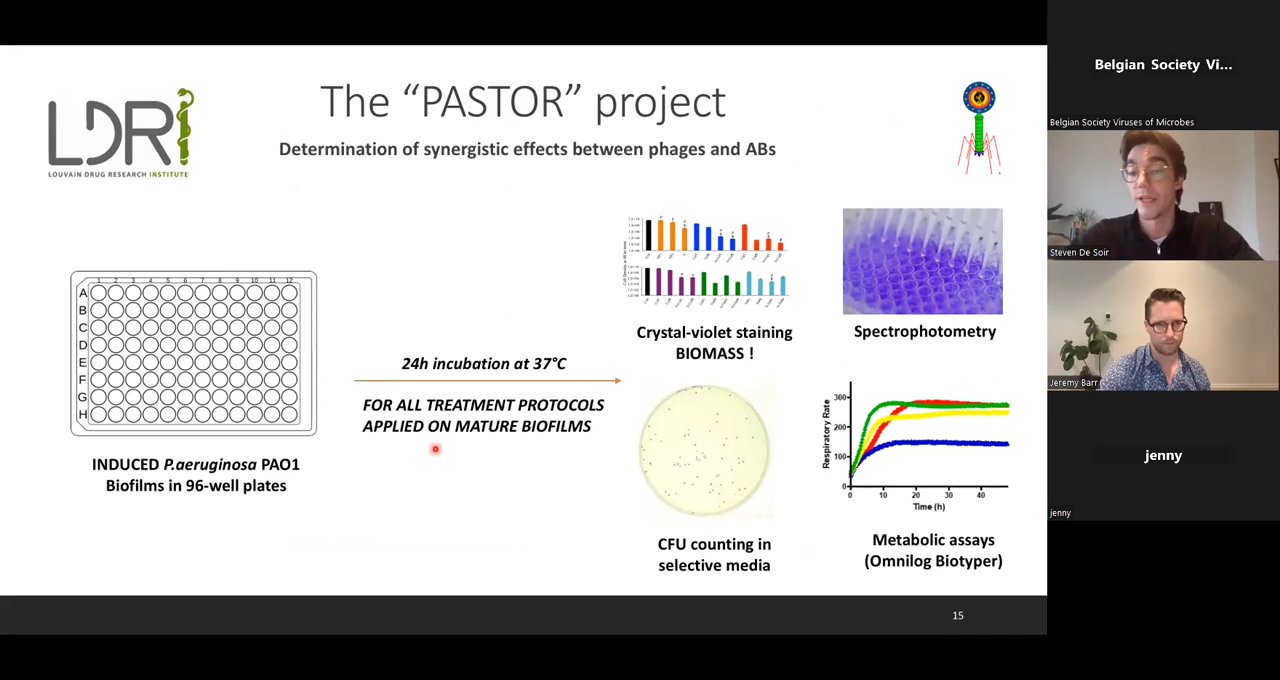 LDRI
LOUVAIN DRUG RESEARCH INSTITUTE
The “PASTOR” project
Determination of synergistic effects between phages and ABs
1 2 3 4 5 6 7 8 9 10 11 12
A
B
C
D
E
F
G
H
INDUCED P.aeruginosa PAO1
Biofilms in 96-well plates
24h incubation at 37°C
FOR ALL TREATMENT PROTOCOLS
APPLIED ON MATURE BIOFILMS
Crystal-violet staining
BIOMASS !
Spectrophotometry
CFU counting in
selective media
Respiratory Rate
300
200
100
0
0 10 20 30 40
Time (h)
Metabolic assays
(Omnilog Biotyper)
15
Belgian Society Vi...
Belgian Society Viruses of Microbes
Steven De Soir
Jeremy Barr
jenny
jenny